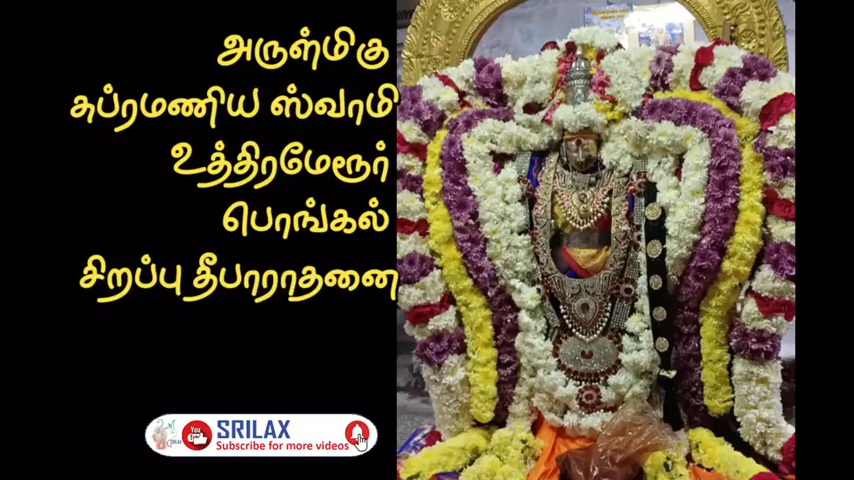 அருள்மிகு
சுப்ரமணிய ஸ்வாமி
உத்திரமேரூர்
பொங்கல்
சிறப்பு தீபாராதனை
SRILAX
Subscribe for more videos